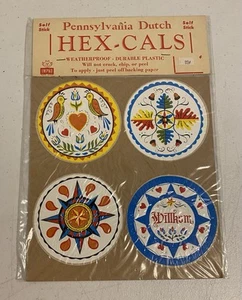 Self Stick
Pennsylvania Dutch
Self Stick
HEX-CALS
WEATHERPROOF - DURABLE PLASTIC
Will not crack, chip, or peel
To apply - just peel off backing paper
Willkom